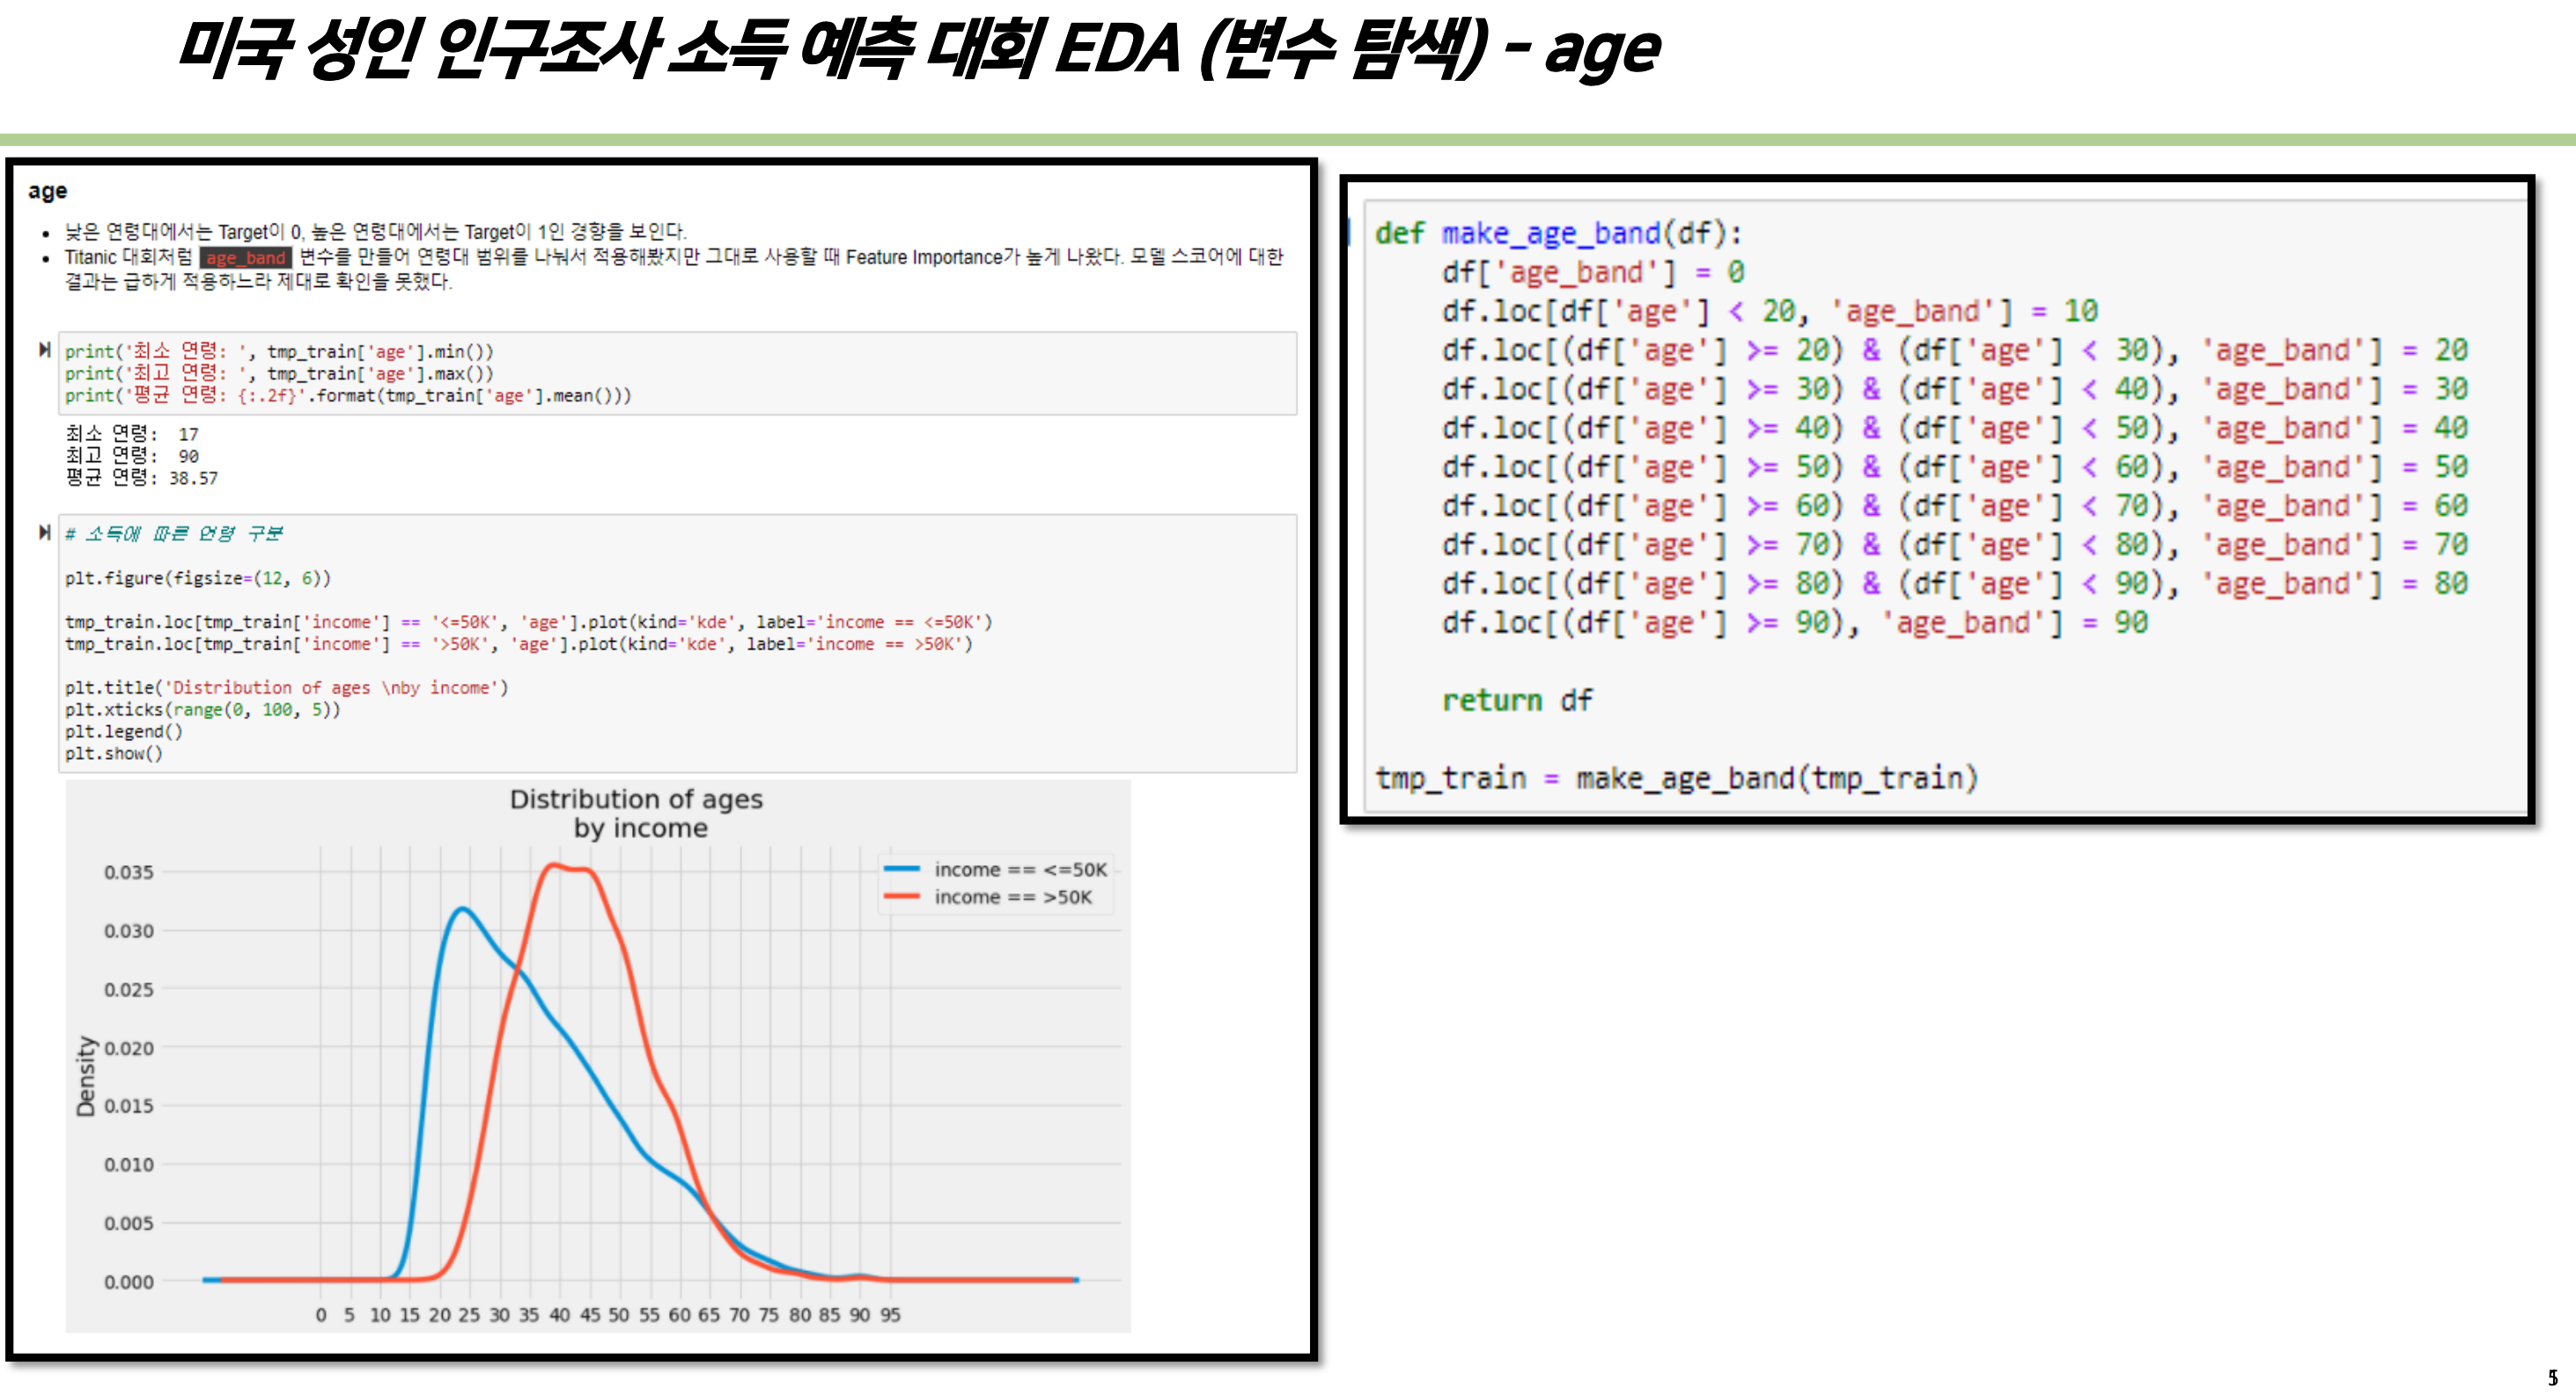 미국 성인 인구조사 소득 예측 대회 EDA (변수 탐색) - age
age
• 낮은 연령대에서는 Target이 0, 높은 연령대에서는 Target이 1인 경향을 보인다.
• Titanic 대회처럼 age_band 변수를 만들어 연령대 범위를 나눠서 적용해봤지만 그대로 사용할 때 Feature Importance가 높게 나왔다. 모델 스코어에 대한
결과는 급하게 적용하느라 제대로 확인을 못했다.
print('최소 연령: ', tmp_train['age'].min())
print('최고 연령: ', tmp_train['age'].max())
print('평균 연령: {:.2f}'.format(tmp_train['age'].mean()))
최소 연령:  17
최고 연령:  90
평균 연령: 38.57
# 소득에 따른 연령 구분
plt.figure(figsize=(12, 6))
tmp_train.loc[tmp_train['income'] == '<=50K', 'age'].plot(kind='kde', label='income == <=50K')
tmp_train.loc[tmp_train['income'] == '>50K', 'age'].plot(kind='kde', label='income == >50K')
plt.title('Distribution of ages \nby income')
plt.xticks(range(0, 100, 5))
plt.legend()
plt.show()
Distribution of ages
by income
income == <=50K
income == >50K
Density
0.035
0.030
0.025
0.020
0.015
0.010
0.005
0.000
0 5 10 15 20 25 30 35 40 45 50 55 60 65 70 75 80 85 90 95
def make_age_band(df):
    df['age_band'] = 0
    df.loc[df['age'] < 20, 'age_band'] = 10
    df.loc[(df['age'] >= 20) & (df['age'] < 30), 'age_band'] = 20
    df.loc[(df['age'] >= 30) & (df['age'] < 40), 'age_band'] = 30
    df.loc[(df['age'] >= 40) & (df['age'] < 50), 'age_band'] = 40
    df.loc[(df['age'] >= 50) & (df['age'] < 60), 'age_band'] = 50
    df.loc[(df['age'] >= 60) & (df['age'] < 70), 'age_band'] = 60
    df.loc[(df['age'] >= 70) & (df['age'] < 80), 'age_band'] = 70
    df.loc[(df['age'] >= 80) & (df['age'] < 90), 'age_band'] = 80
    df.loc[(df['age'] >= 90), 'age_band'] = 90
    return df
tmp_train = make_age_band(tmp_train)